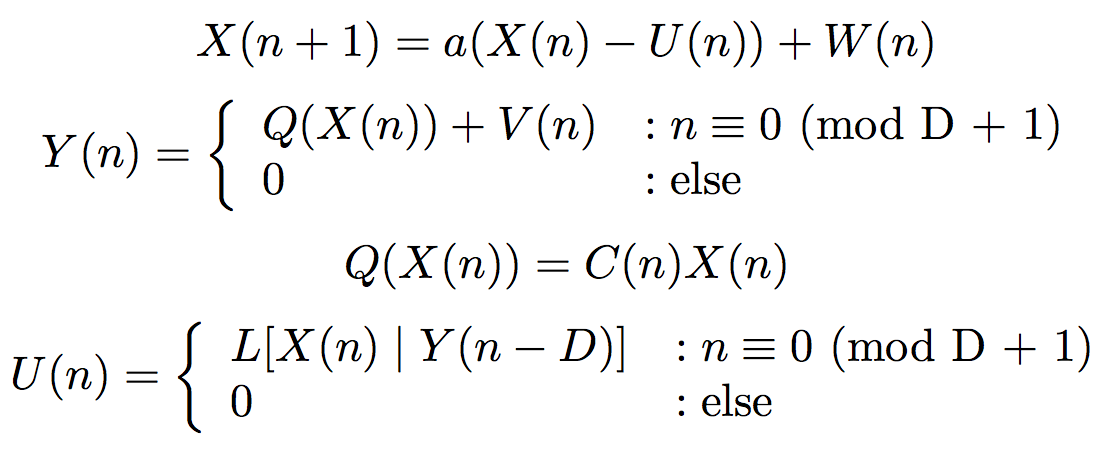 X(n + 1) = a(X(n) − U(n)) + W(n)
Y(n) = { Q(X(n)) + V(n) : n ≡ 0 (mod D + 1)
0 : else
Q(X(n)) = C(n)X(n)
U(n) = { L[X(n) | Y(n − D)] : n ≡ 0 (mod D + 1)
0 : else